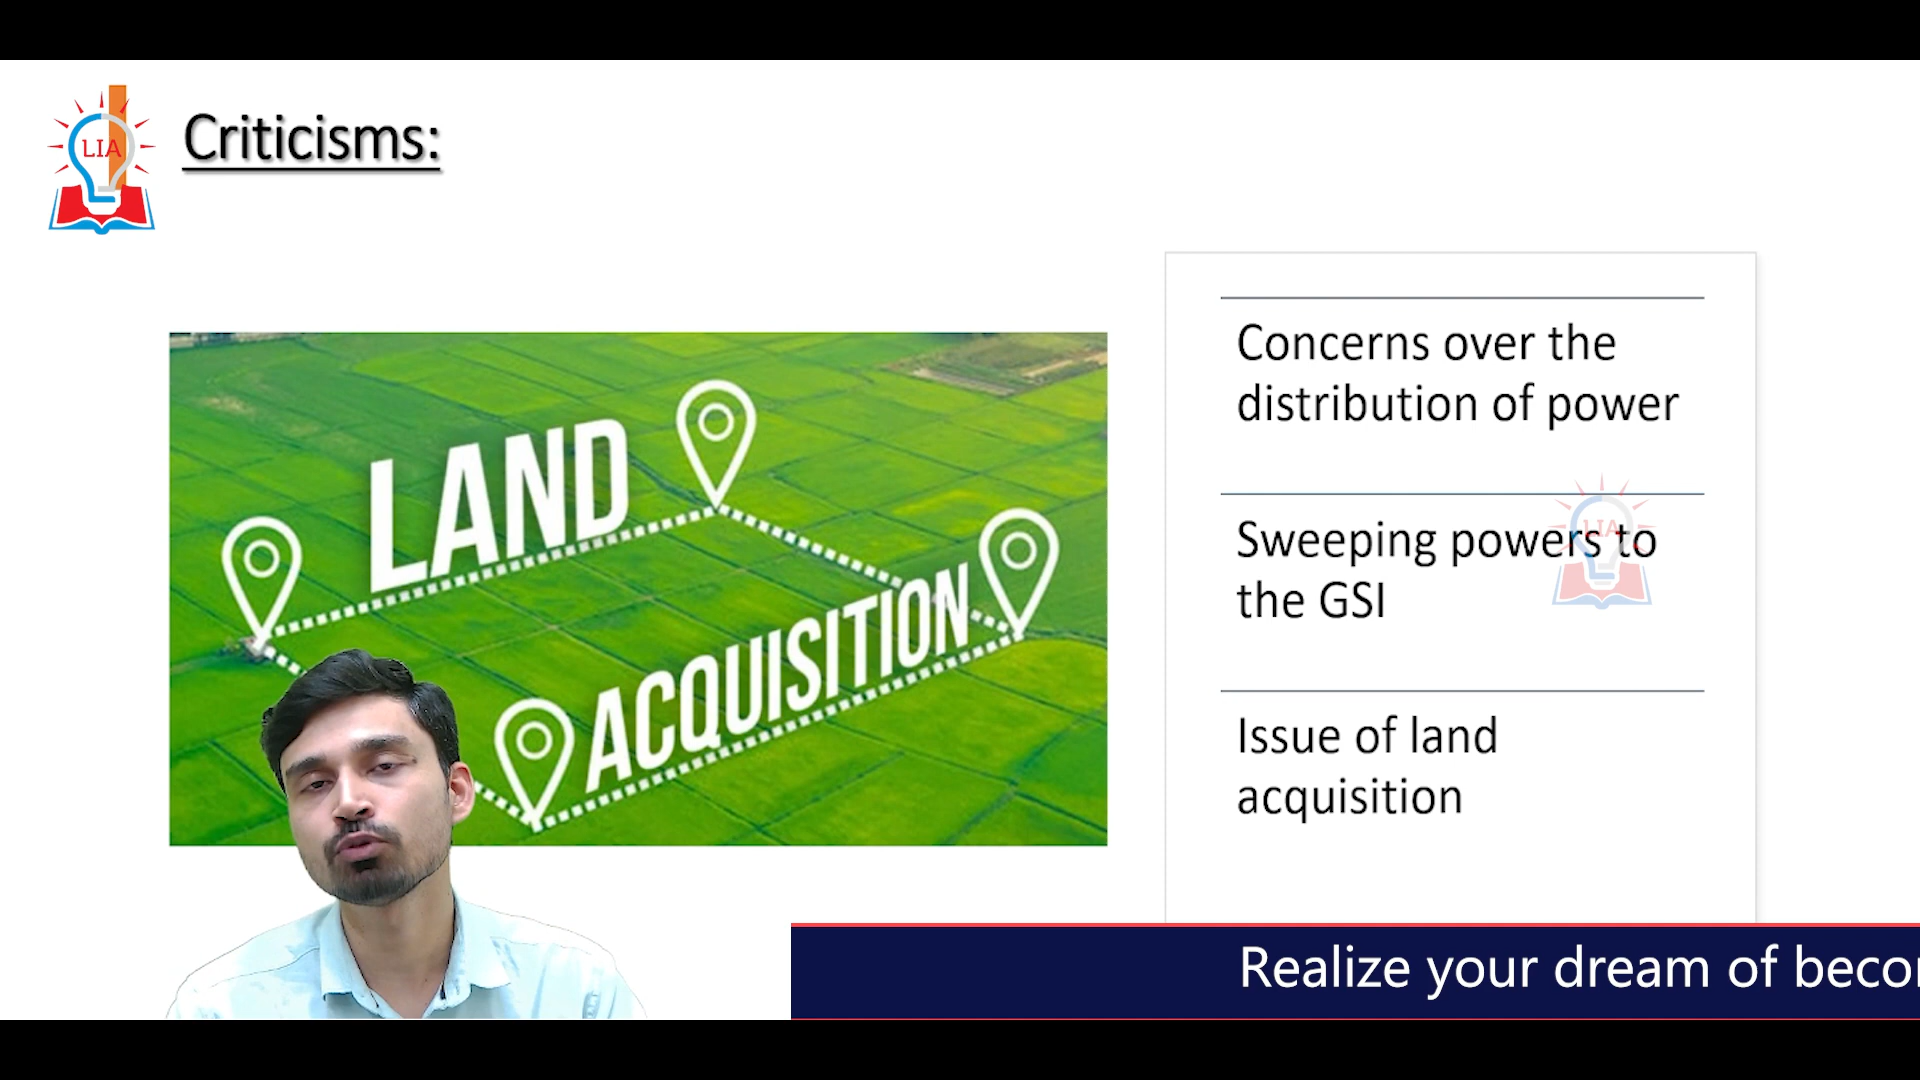 LIA
Criticisms:
LAND
ACQUISITION
Concerns over the
distribution of power
Sweeping powers to
the GSI
LIA
Issue of land
acquisition
Realize your dream of beco